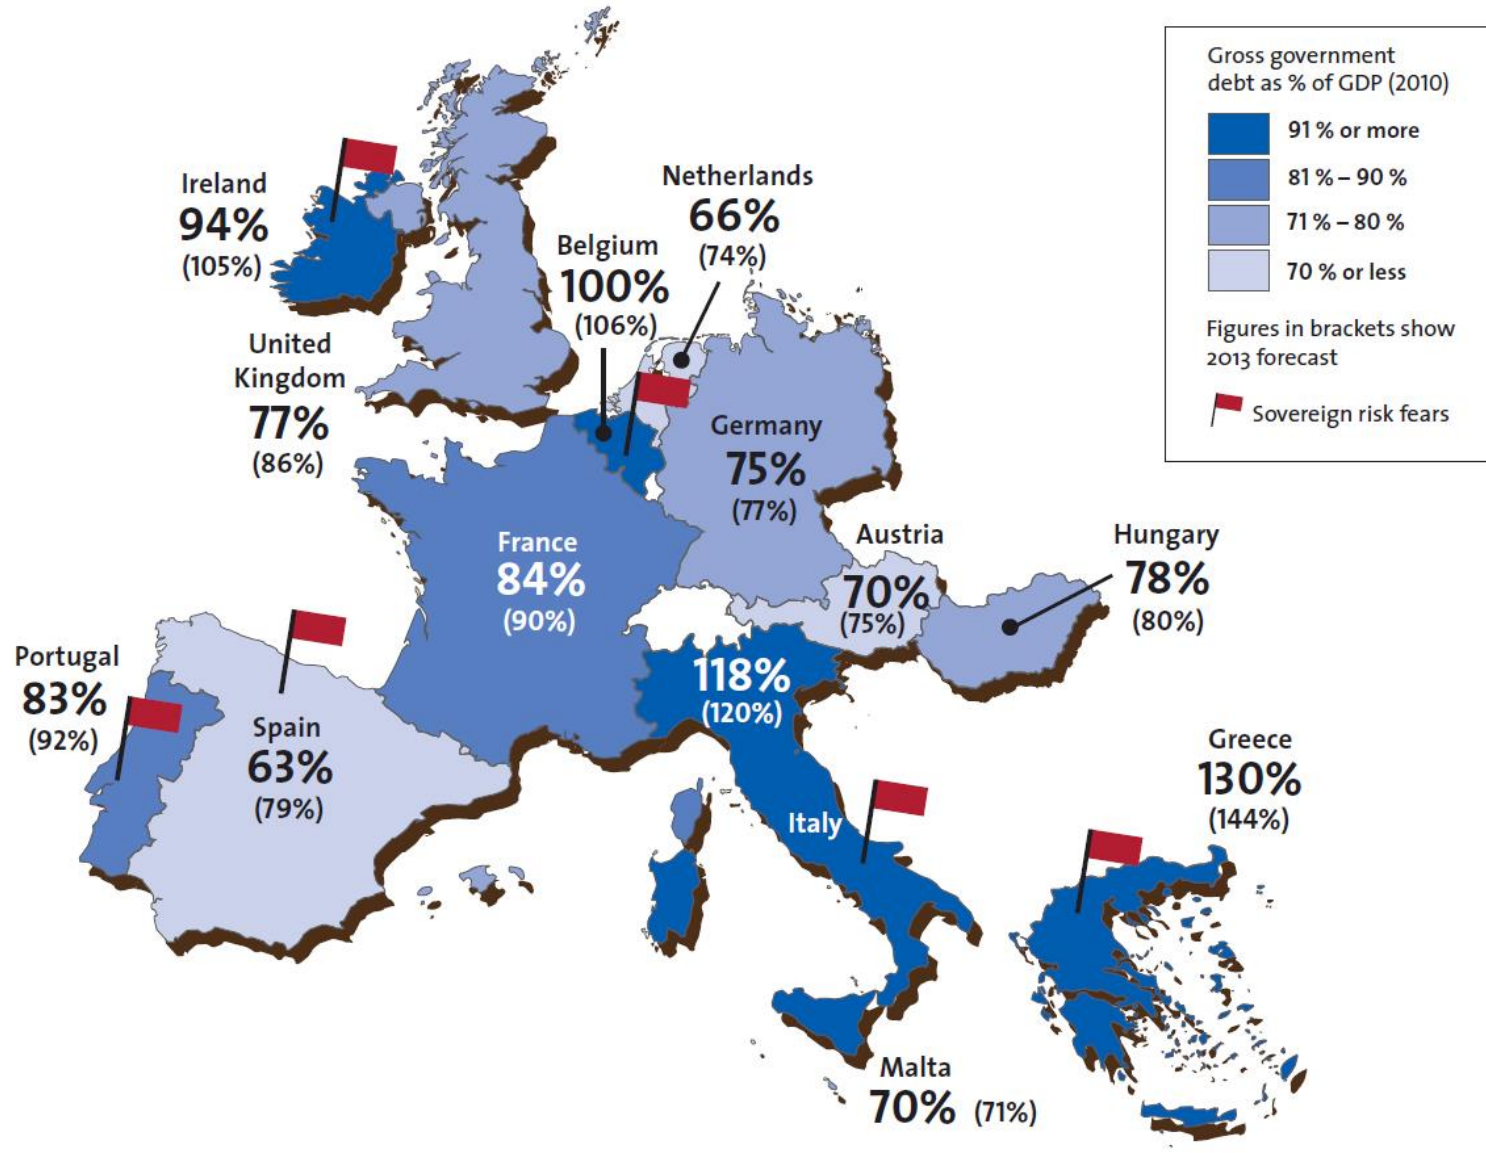 Gross government
debt as % of GDP (2010)
91 % or more
81 % – 90 %
71 % – 80 %
70 % or less
Figures in brackets show
2013 forecast
Sovereign risk fears
Ireland
94%
(105%)
Netherlands
66%
(74%)
Belgium
100%
(106%)
United
Kingdom
77%
(86%)
Germany
75%
(77%)
France
84%
(90%)
Austria
70%
(75%)
Hungary
78%
(80%)
Portugal
83%
(92%)
Spain
63%
(79%)
118%
(120%)
Italy
Greece
130%
(144%)
Malta
70% (71%)